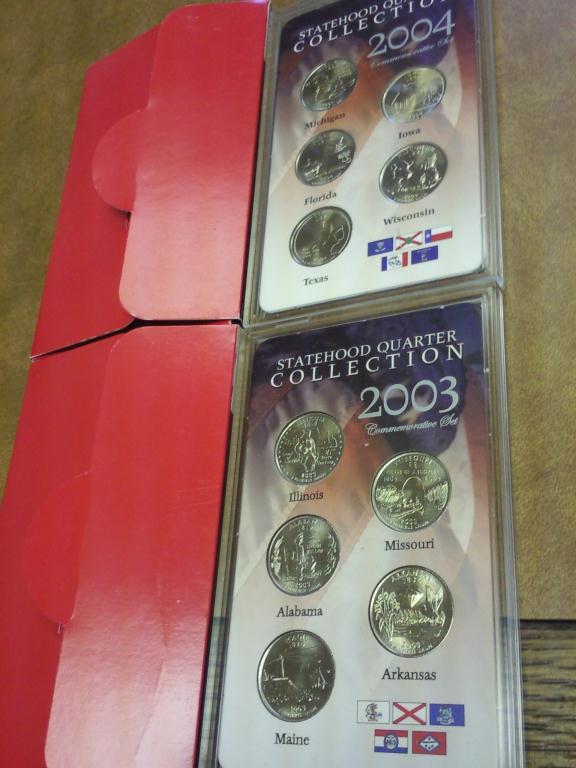 STATEHOOD QUARTER
COLLECTION
2004
Commemorative Set
Michigan
Iowa
Florida
Wisconsin
Texas
STATEHOOD QUARTER
COLLECTION
2003
Commemorative Set
Illinois
Missouri
Alabama
Arkansas
Maine